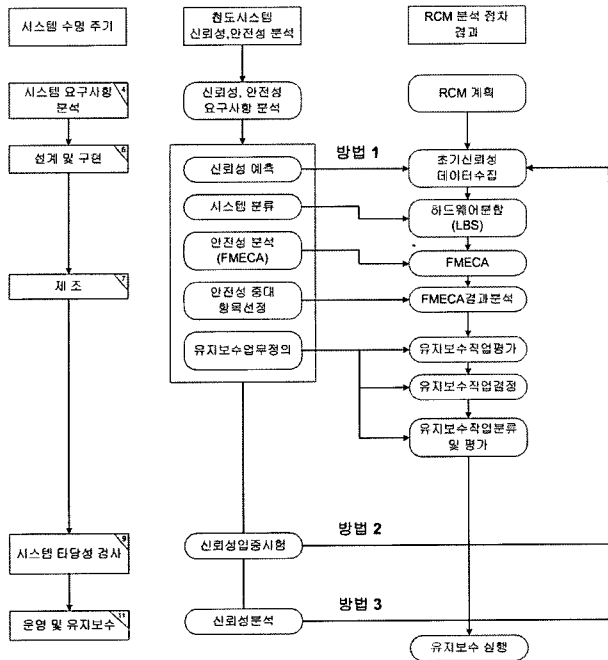 시스템 수명 주기
철도시스템
신뢰성,안전성 분석
RCM 분석 절차
결과
시스템 요구사항
분석
4
신뢰성, 안전성
요구사항 분석
RCM 계획
설계 및 구현
6
방법 1
신뢰성 예측
초기신뢰성
데이터수집
시스템 분류
하드웨어분할
(LBS)
안전성 분석
(FMECA)
FMECA
제 조
7
안전성 중대
항목선정
FMECA결과분석
유지보수업무정의
유지보수작업평가
유지보수작업결정
유지보수작업분류
및 평가
방법 2
시스템 타당성 검사
9
신뢰성입증시험
방법 3
운영 및 유지보수
11
신뢰성분석
유지보수 실행